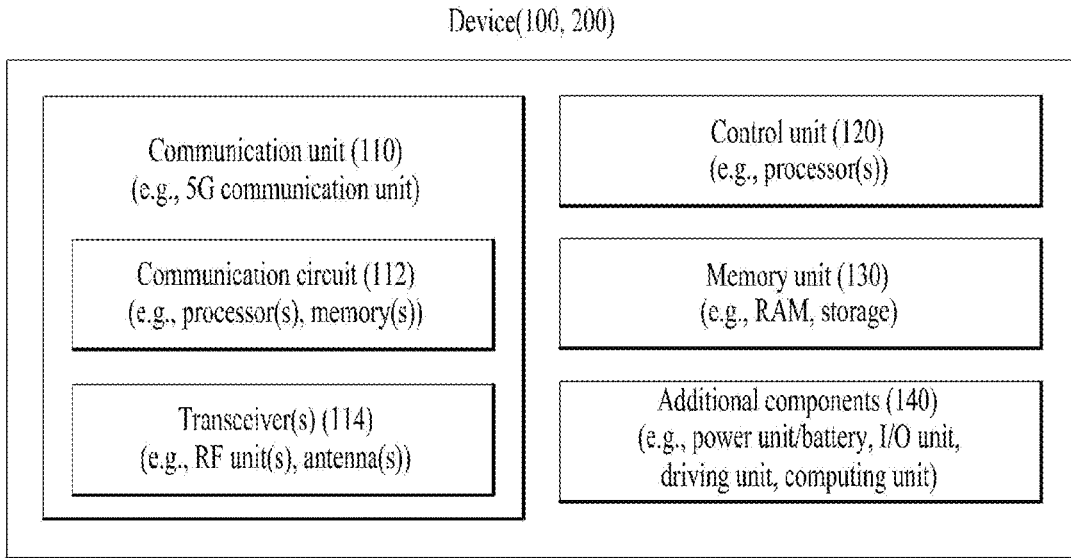 Device(100, 200)
Communication unit (110)
(e.g., 5G communication unit)
Communication circuit (112)
(e.g., processor(s), memory(s))
Transceiver(s) (114)
(e.g., RF unit(s), antenna(s))
Control unit (120)
(e.g., processor(s))
Memory unit (130)
(e.g., RAM, storage)
Additional components (140)
(e.g., power unit/battery, I/O unit,
driving unit, computing unit)